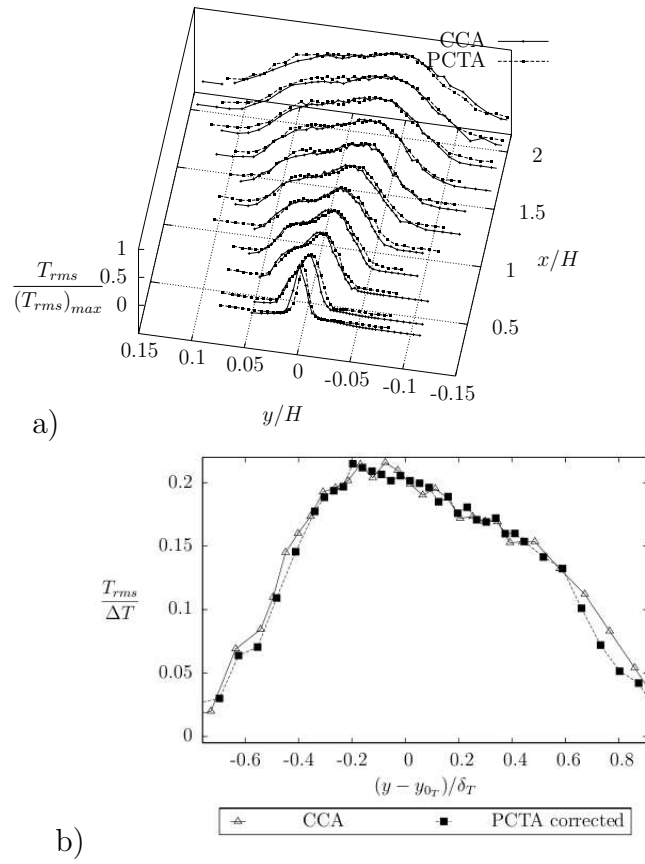 CCA
PCTA
2
1.5
1
x/H
0.5
1
0.5
0
T_rms
(T_rms)_max
0.15
0.1
0.05
0
-0.05
-0.1
-0.15
y/H
a)
0.2
0.15
0.1
0.05
0
T_rms
ΔT
-0.6
-0.4
-0.2
0
0.2
0.4
0.6
0.8
(y − y_{0_T})/δ_T
CCA
PCTA corrected
b)